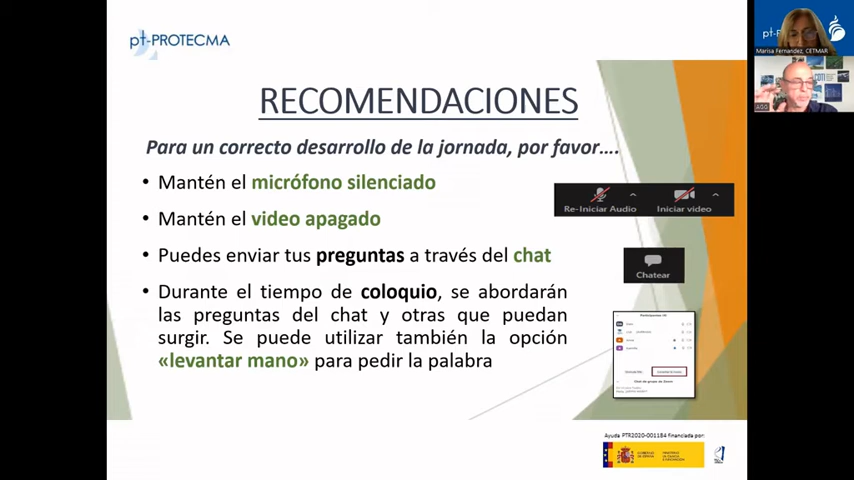 pt-PROTECMA
RECOMENDACIONES
Para un correcto desarrollo de la jornada, por favor….
• Mantén el micrófono silenciado
• Mantén el video apagado
• Puedes enviar tus preguntas a través del chat
• Durante el tiempo de coloquio, se abordarán
las preguntas del chat y otras que puedan
surgir. Se puede utilizar también la opción
«levantar mano» para pedir la palabra
Re-Iniciar Audio
Iniciar video
Chatear
Ayuda PTR2020-001184 financiada por:
Marisa Fernandez, CETMAR